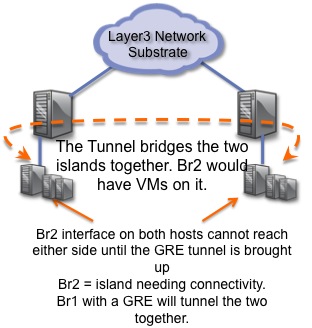 Layer3 Network
Substrate
The Tunnel bridges the two
islands together. Br2 would
have VMs on it.
Br2 interface on both hosts cannot reach
either side until the GRE tunnel is brought
up
Br2 = island needing connectivity.
Br1 with a GRE will tunnel the two
together.